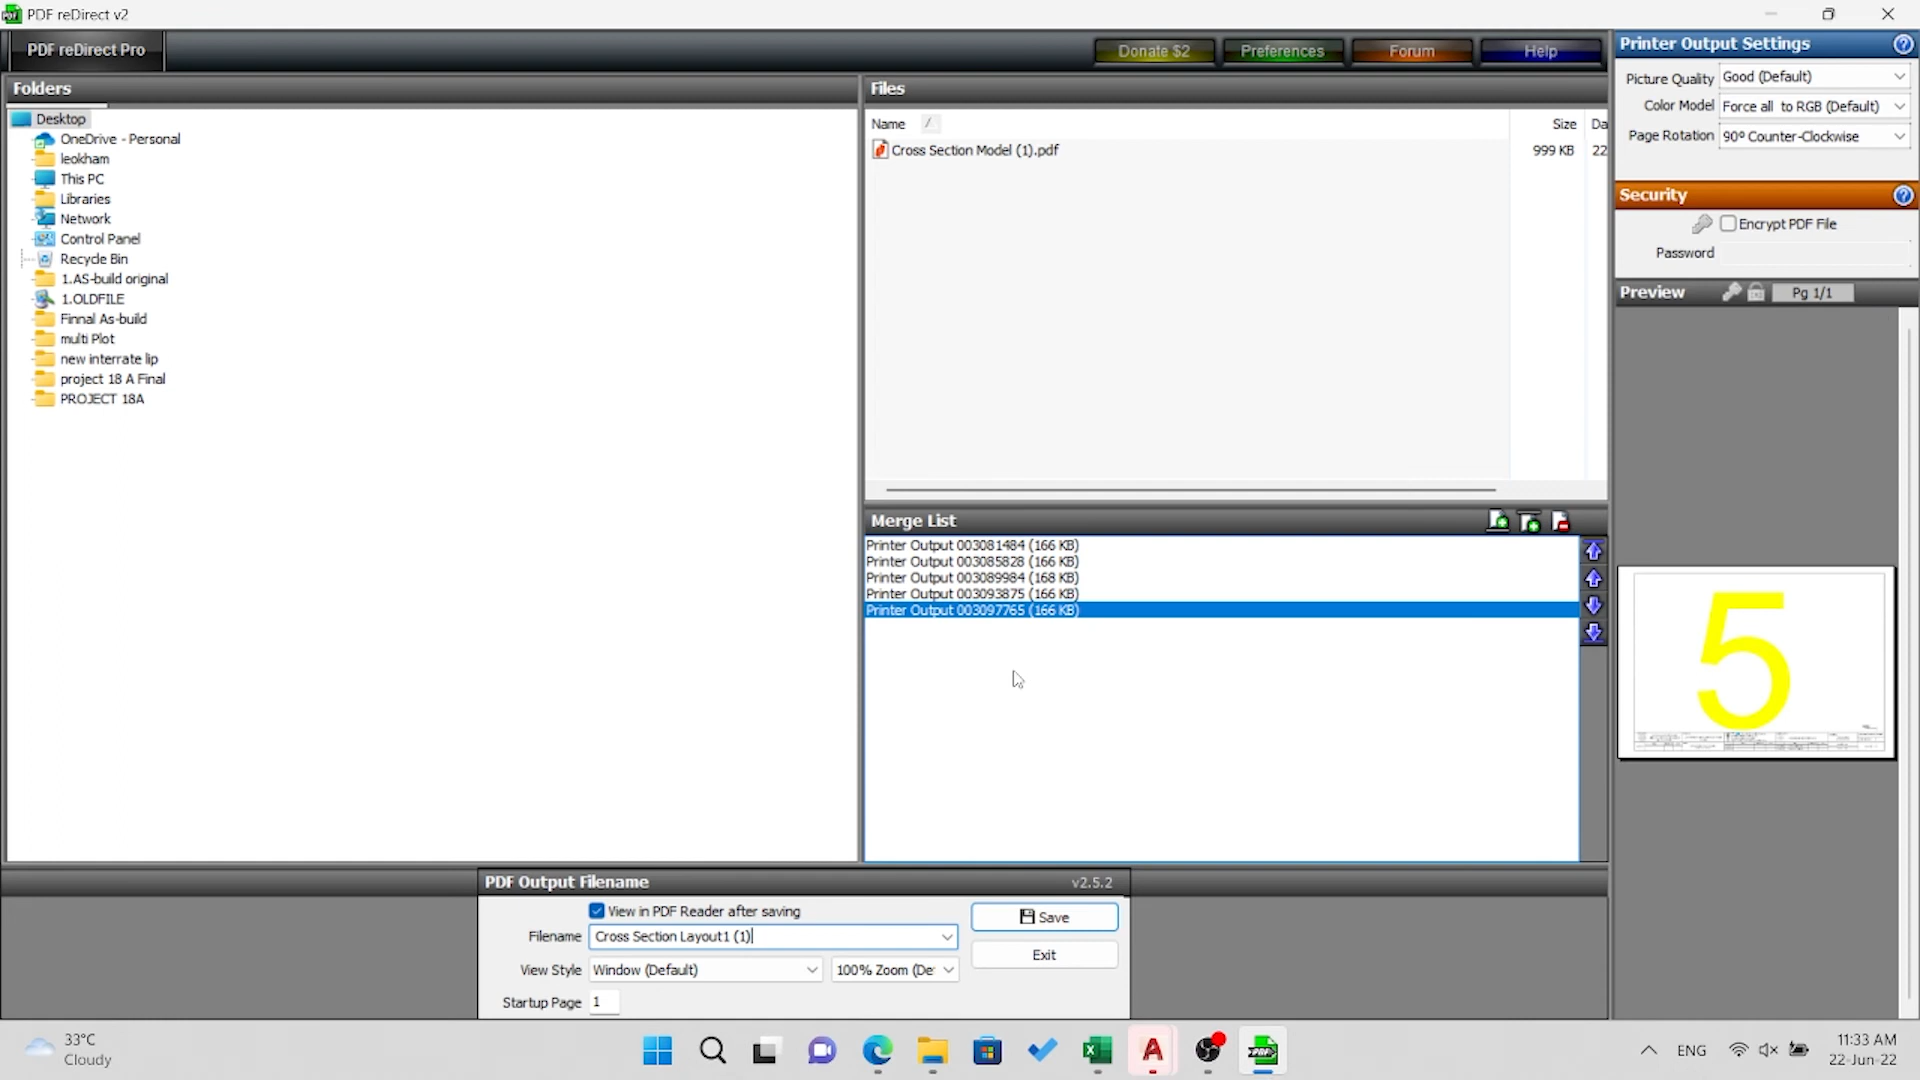 PDF reDirect v2
PDF reDirect Pro
Donate $2
Preferences
Forum
Help
Folders
Desktop
OneDrive - Personal
leokham
This PC
Libraries
Network
Control Panel
Recycle Bin
1.AS-build original
1.OLDFILE
Finnal As-build
multi Plot
new interrate lip
project 18 A Final
PROJECT 18A
Files
Name / Size Da
Cross Section Model (1).pdf 999 KB 22
Merge List
Printer Output 003081484 (166 KB)
Printer Output 003085828 (166 KB)
Printer Output 003089984 (168 KB)
Printer Output 003093875 (166 KB)
Printer Output 003097765 (166 KB)
Printer Output Settings
Picture Quality Good (Default)
Color Model Force all to RGB (Default)
Page Rotation 90º Counter-Clockwise
Security
Encrypt PDF File
Password
Preview Pg 1/1
5
PDF Output Filename v2.5.2
View in PDF Reader after saving
Filename Cross Section Layout1 (1)
View Style Window (Default) 100% Zoom (De
Startup Page 1
Save
Exit
33°C
Cloudy
ENG
11:33 AM
22-Jun-22